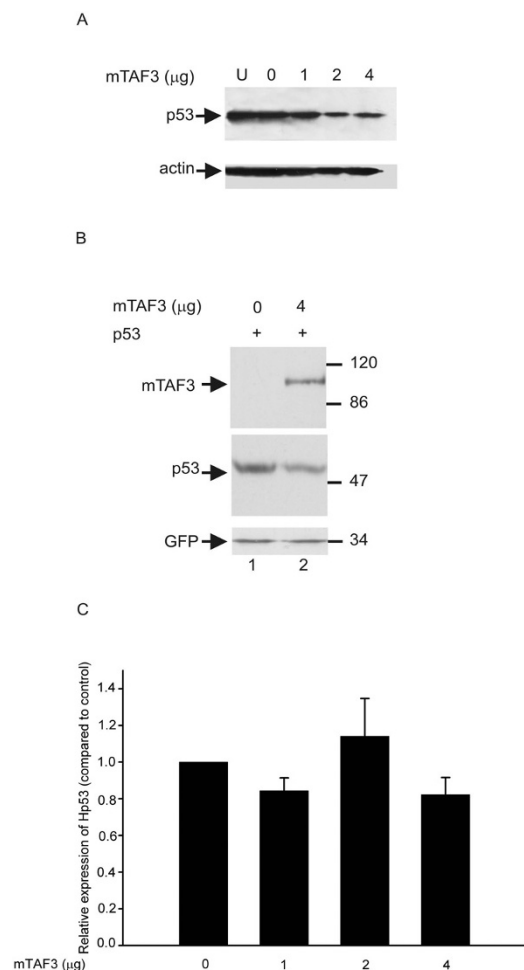 A
mTAF3 (μg) U 0 1 2 4
p53
actin
B
mTAF3 (μg) 0 4
p53 + +
mTAF3
120
86
p53
47
GFP
34
1 2
C
Relative expression of Hp53 (compared to control)
1.4
1.2
1.0
0.8
0.6
0.4
0.2
0.0
mTAF3 (μg) 0 1 2 4